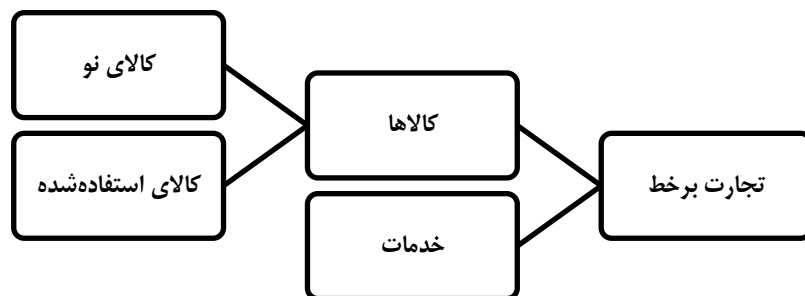 کالای نو
کالاها
کالای استفاده‌شده
تجارت برخط
خدمات